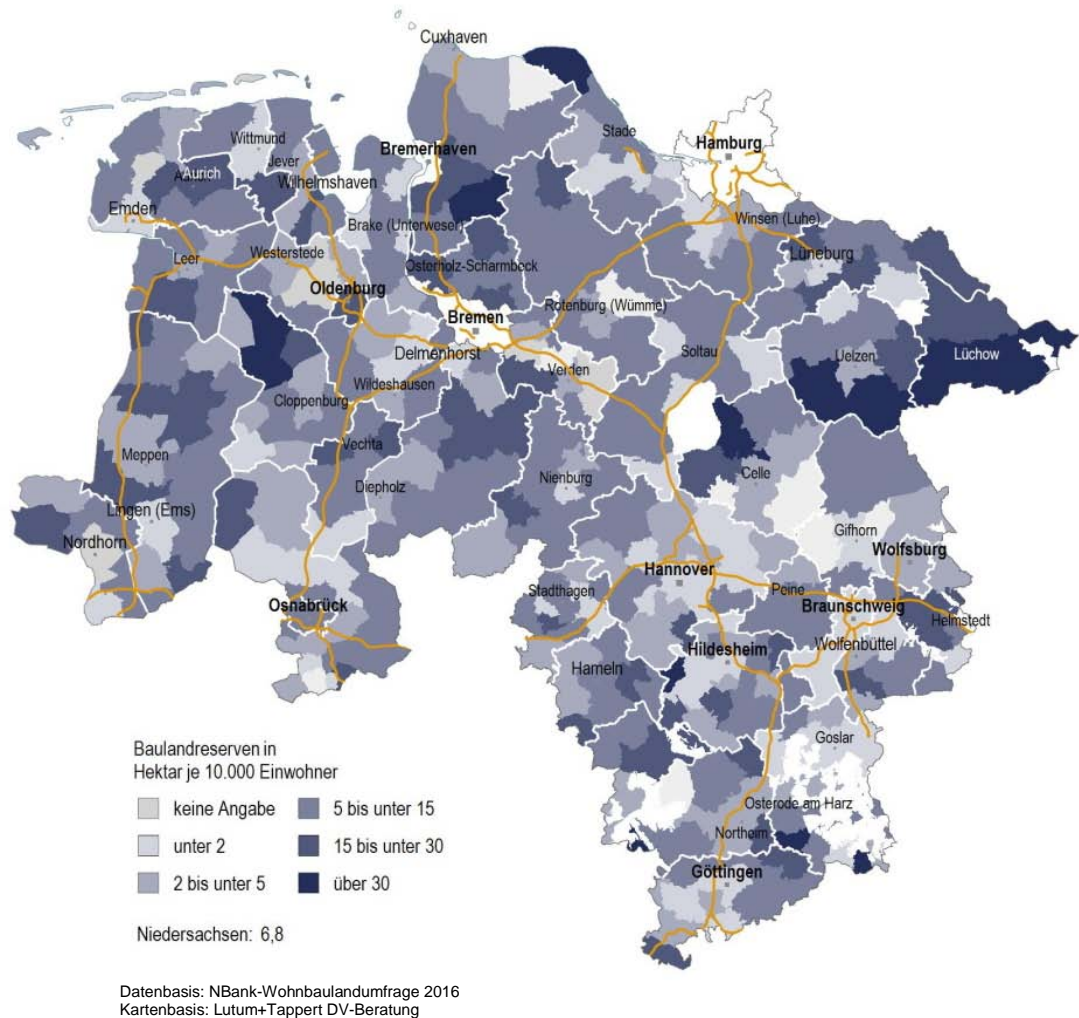 Cuxhaven
Wittmund
Stade
Hamburg
Jever
Bremerhaven
Aurich
Wilhelmshaven
Emden
Brake (Unterweser)
Winsen (Luhe)
Westerstede
Leer
Osterholz-Scharmbeck
Lüneburg
Oldenburg
Rotenburg (Wümme)
Bremen
Delmenhorst
Soltau
Uelzen
Lüchow
Verden
Wildeshausen
Cloppenburg
Vechta
Meppen
Celle
Diepholz
Nienburg
Lingen (Ems)
Gifhorn
Nordhorn
Wolfsburg
Hannover
Stadthagen
Peine
Osnabrück
Braunschweig
Helmstedt
Wolfenbüttel
Hildesheim
Hameln
Goslar
Osterode am Harz
Northeim
Göttingen
Baulandreserven in
Hektar je 10.000 Einwohner
keine Angabe 5 bis unter 15
unter 2 15 bis unter 30
2 bis unter 5 über 30
Niedersachsen: 6,8
Datenbasis: NBank-Wohnbaulandumfrage 2016
Kartenbasis: Lutum+Tappert DV-Beratung